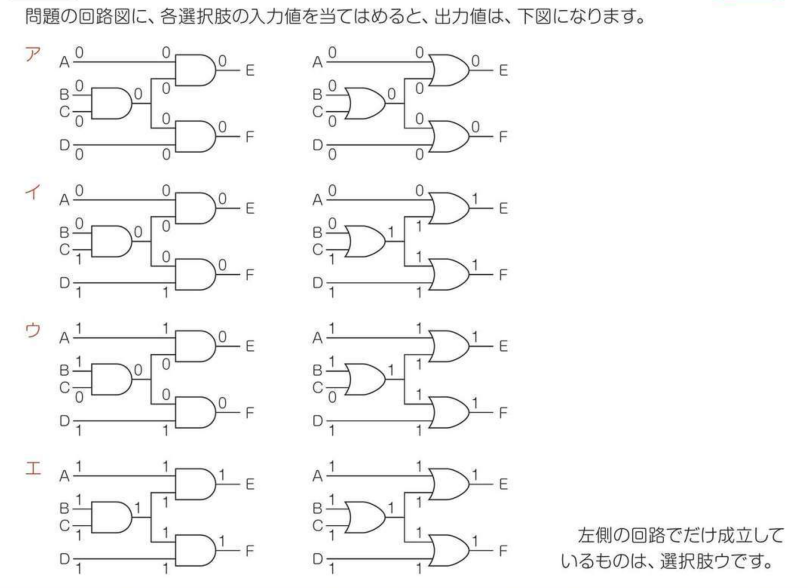 問題の回路図に、各選択肢の入力値を当てはめると、出力値は、下図になります。
ア
A 0 0 0 E
B 0 0 0
C 0 0
D 0 0 0 F
A 0 0 0 E
B 0 0 0
C 0 0
D 0 0 0 F
イ
A 0 0 0 E
B 0 0 0
C 1 0
D 1 1 0 F
A 0 0 1 E
B 0 1 1
C 1 1
D 1 1 1 F
ウ
A 1 1 0 E
B 1 0 0
C 0 0
D 1 1 0 F
A 1 1 1 E
B 1 1 1
C 0 1
D 1 1 1 F
エ
A 1 1 1 E
B 1 1 1
C 1 1
D 1 1 1 F
A 1 1 1 E
B 1 1 1
C 1 1
D 1 1 1 F
左側の回路でだけ成立して
いるものは、選択肢ウです。